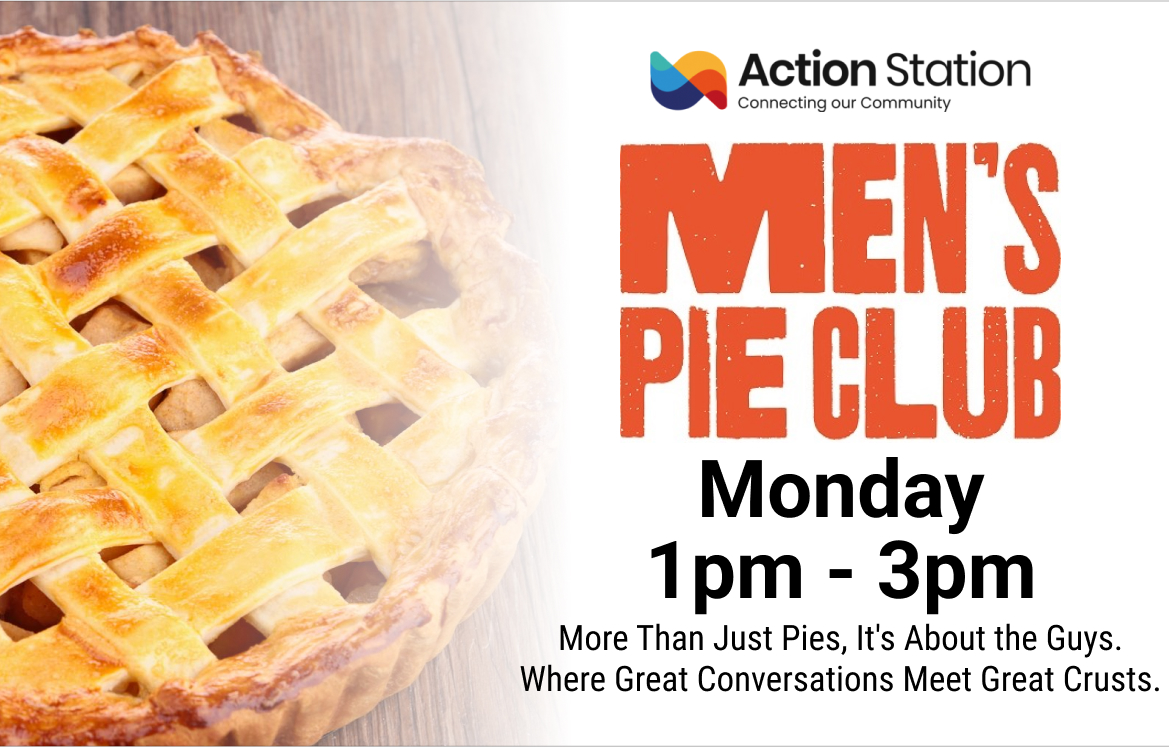 Action Station
Connecting our Community
MEN'S
PIE CLUB
Monday
1pm - 3pm
More Than Just Pies, It's About the Guys.
Where Great Conversations Meet Great Crusts.